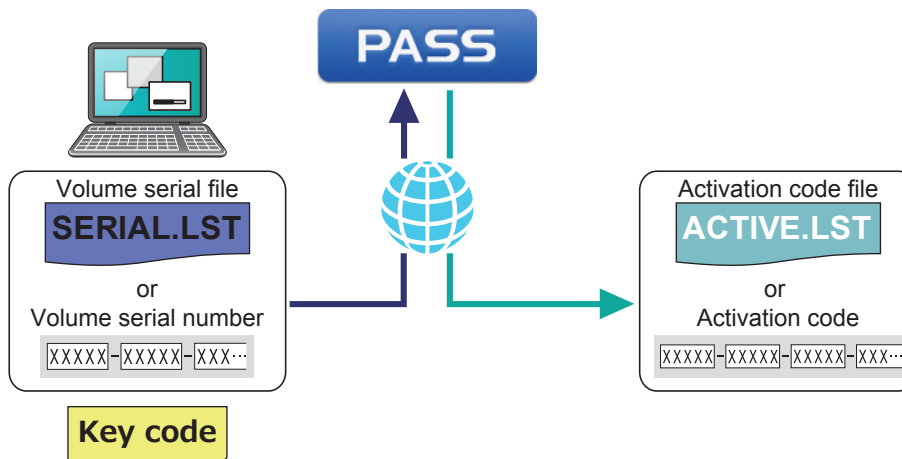 PASS
Volume serial file
SERIAL.LST
or
Volume serial number
XXXXX-XXXXX-XXX···
Key code
Activation code file
ACTIVE.LST
or
Activation code
XXXXX-XXXXX-XXXXX-XXX···